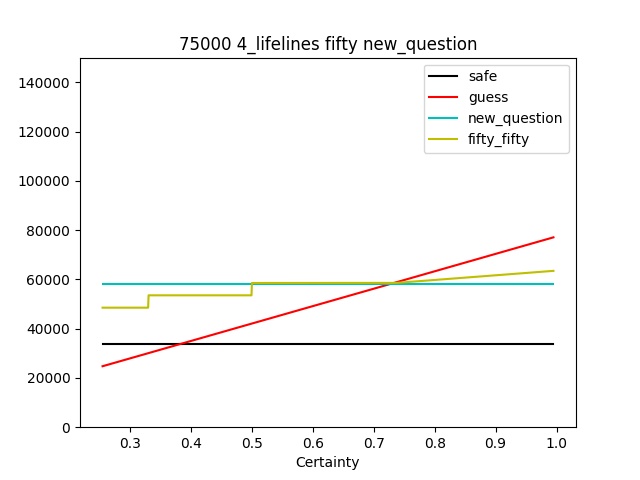 75000 4_lifelines fifty new_question
safe
guess
new_question
fifty_fifty
140000
120000
100000
80000
60000
40000
20000
0
0.3 0.4 0.5 0.6 0.7 0.8 0.9 1.0
Certainty